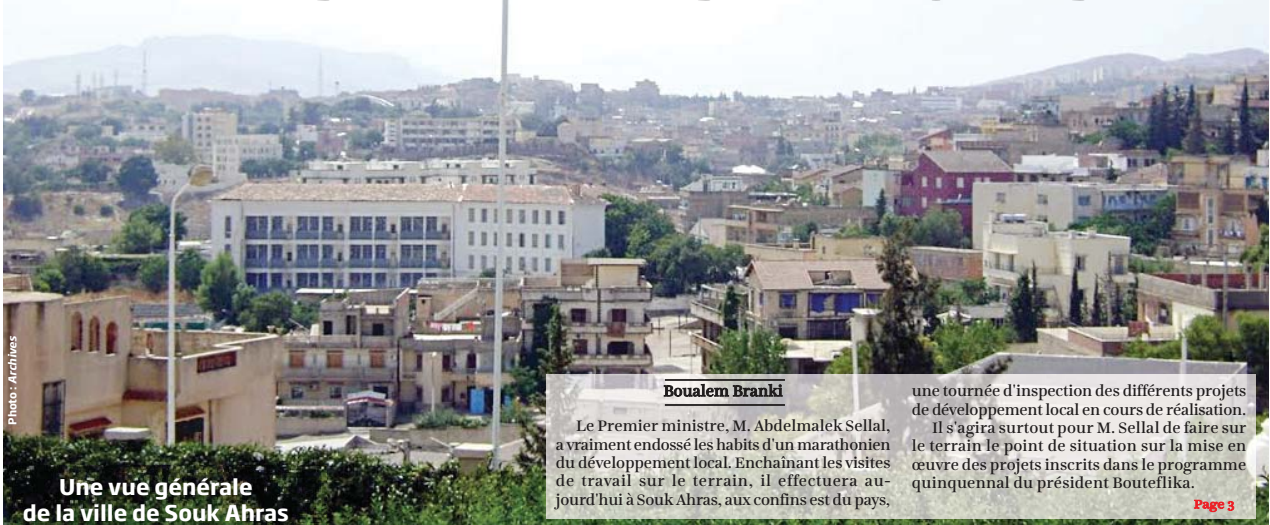 Photo : Archives
Une vue générale
de la ville de Souk Ahras
Boualem Branki
Le Premier ministre, M. Abdelmalek Sellal,
a vraiment endossé les habits d'un marathonien
du développement local. Enchaînant les visites
de travail sur le terrain, il effectuera au-
jourd'hui à Souk Ahras, aux confins est du pays,
une tournée d'inspection des différents projets
de développement local en cours de réalisation.
Il s'agira surtout pour M. Sellal de faire sur
le terrain le point de situation sur la mise en
œuvre des projets inscrits dans le programme
quinquennal du président Bouteflika.
Page 3